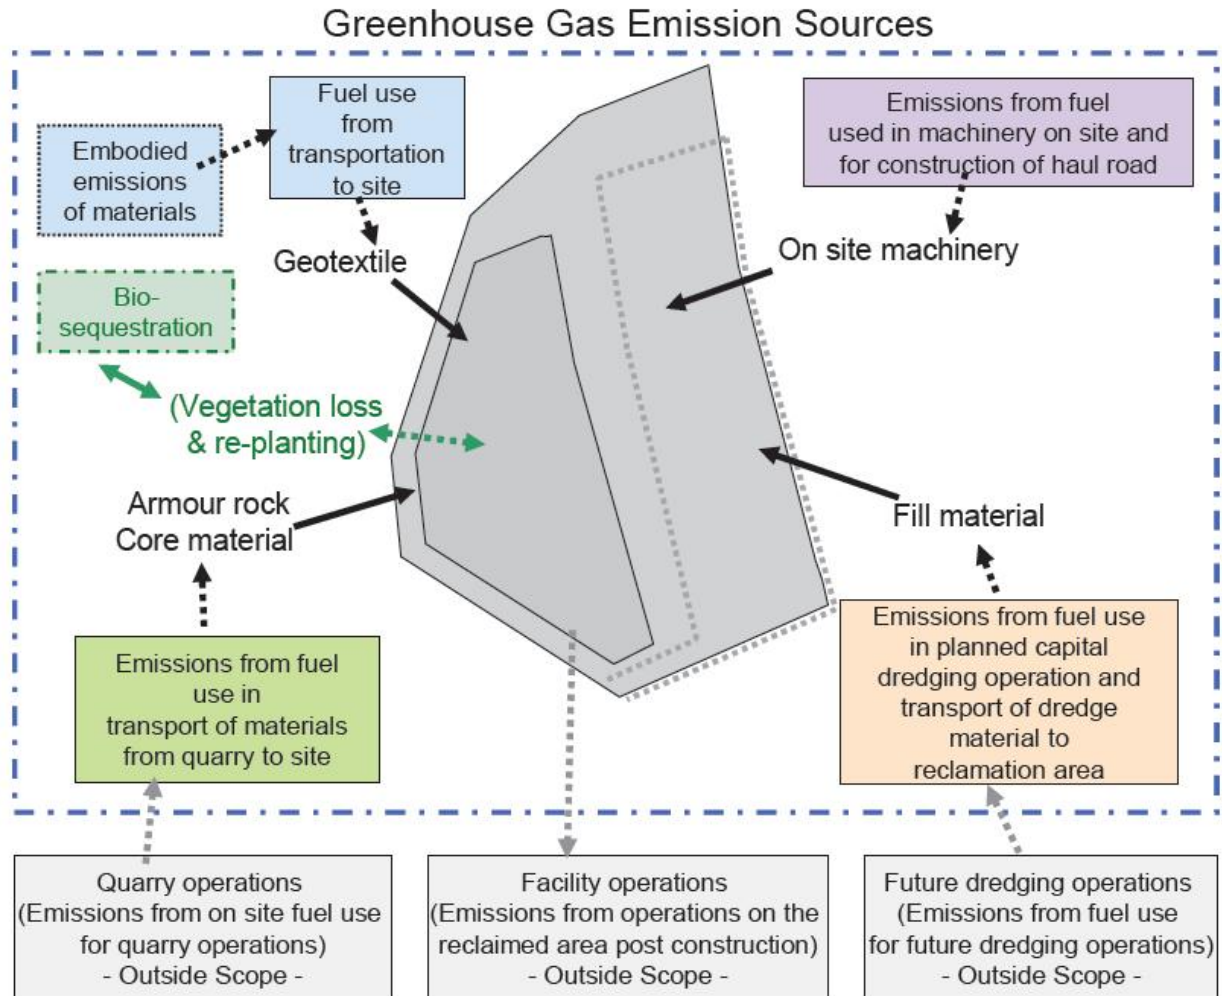 Greenhouse Gas Emission Sources
Fuel use
from
transportation
to site
Embodied
emissions
of materials
Emissions from fuel
used in machinery on site and
for construction of haul road
Geotextile
On site machinery
Bio-
sequestration
(Vegetation loss
& re-planting)
Armour rock
Core material
Fill material
Emissions from fuel
use in
transport of materials
from quarry to site
Emissions from fuel use
in planned capital
dredging operation and
transport of dredge
material to
reclamation area
Quarry operations
(Emissions from on site fuel use
for quarry operations)
- Outside Scope -
Facility operations
(Emissions from operations on the
reclaimed area post construction)
- Outside Scope -
Future dredging operations
(Emissions from fuel use
for future dredging operations)
- Outside Scope -